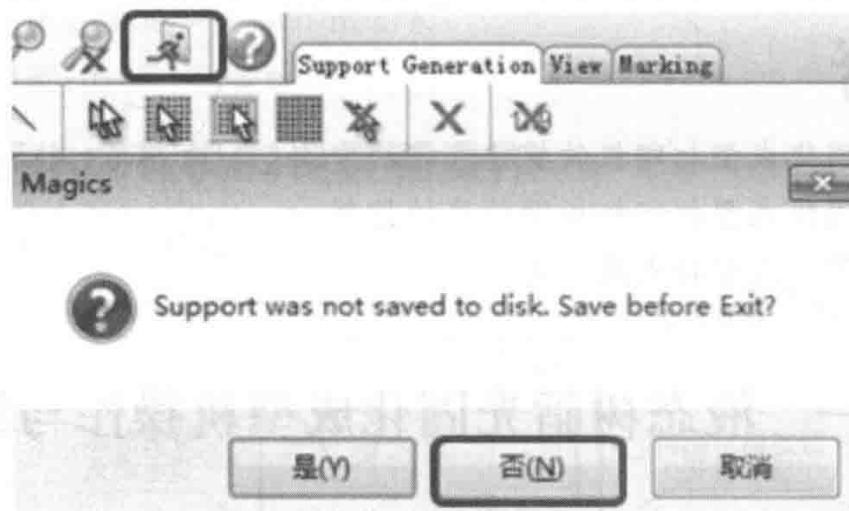 Support Generation View Marking
Magics
Support was not saved to disk. Save before Exit?
是(Y) 否(N) 取消